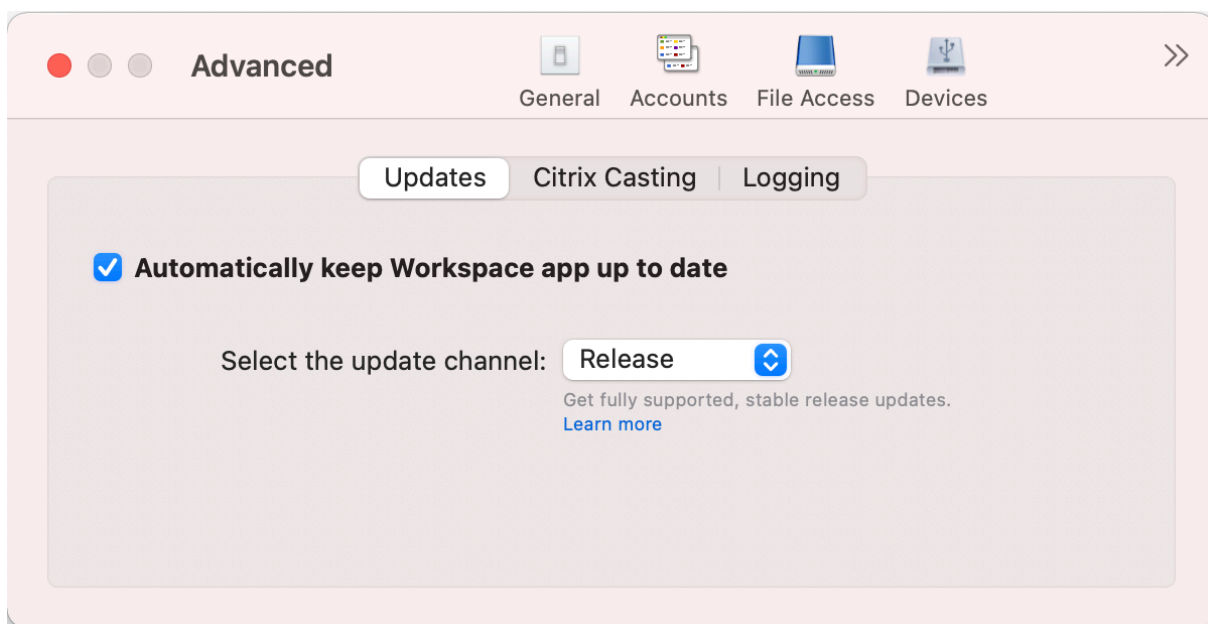 Advanced
General Accounts File Access Devices
Updates Citrix Casting Logging
Automatically keep Workspace app up to date
Select the update channel: Release
Get fully supported, stable release updates.
Learn more